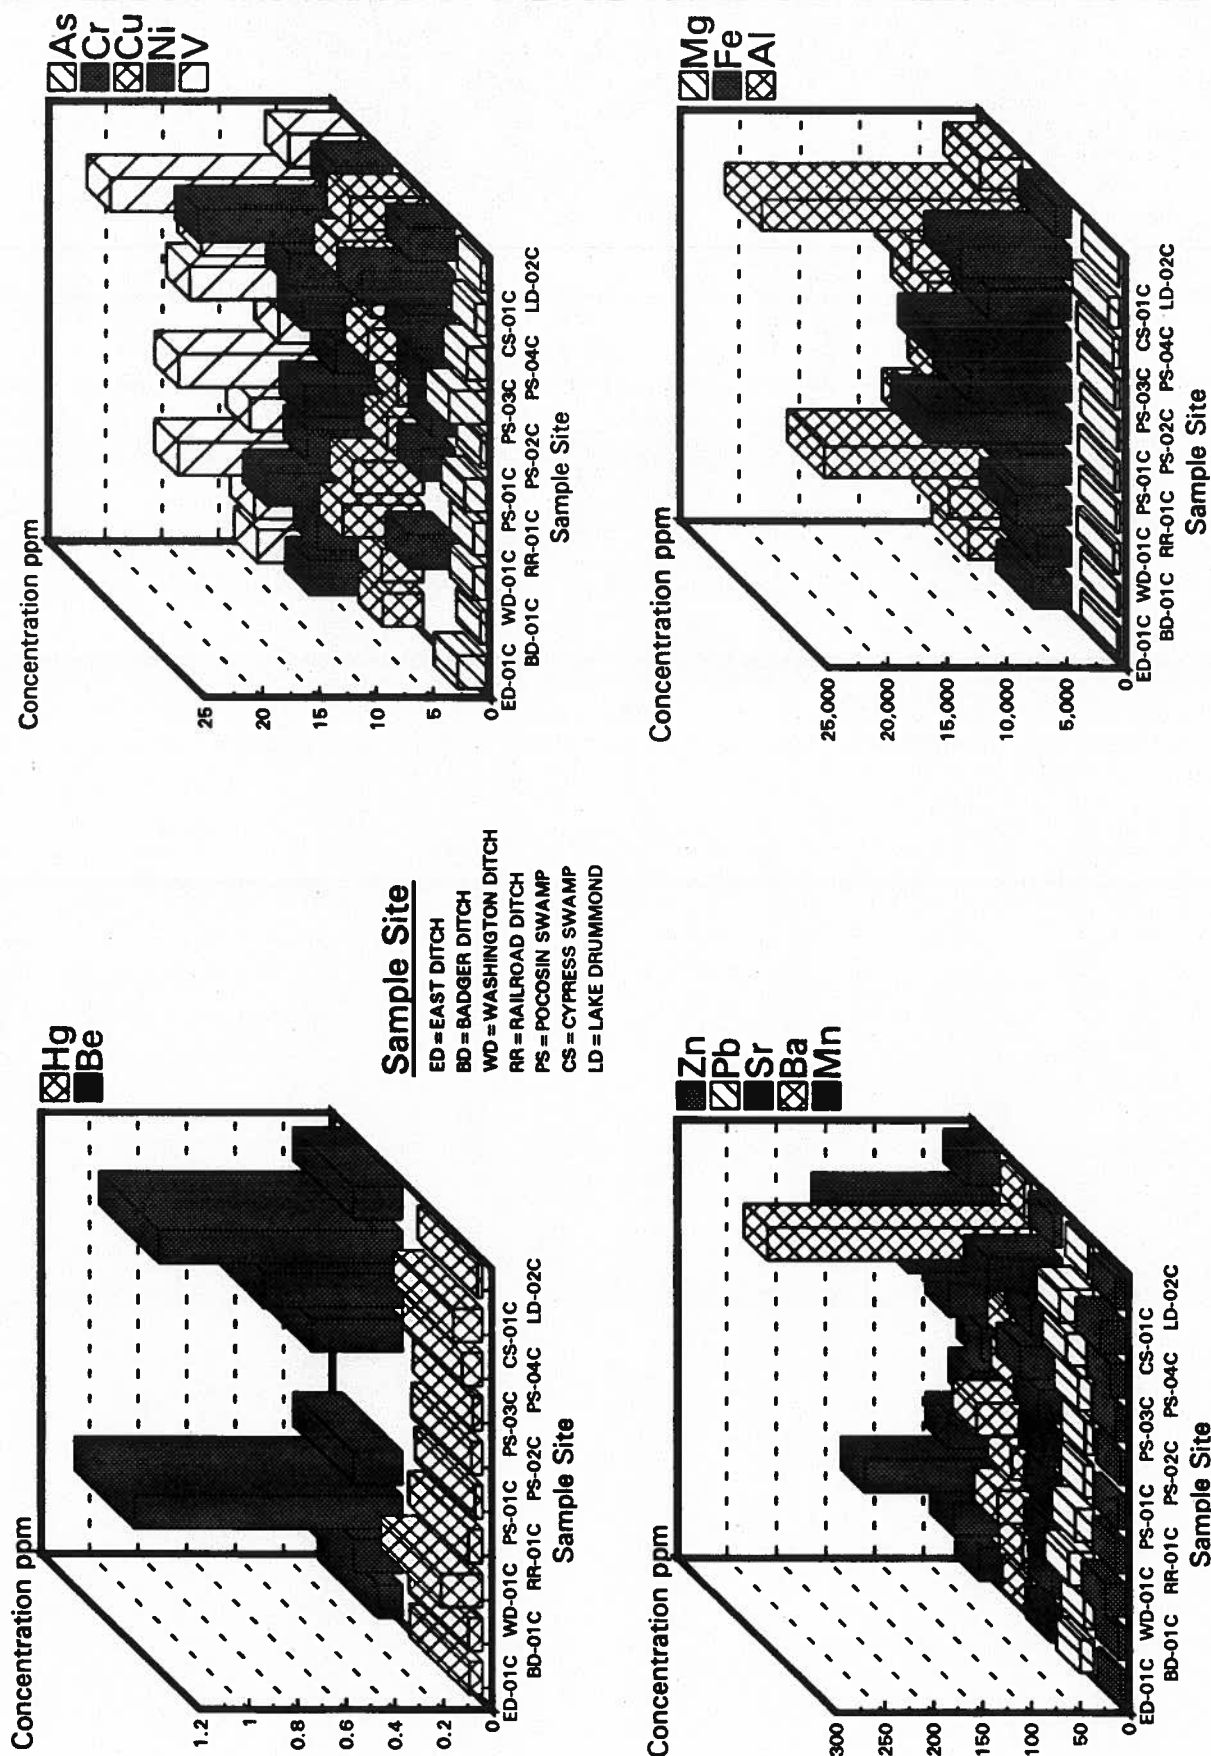 Concentration ppm
Hg
Be
1.2
1
0.8
0.6
0.4
0.2
0
ED-01C WD-01C PS-01C PS-03C CS-01C
BD-01C RR-01C PS-02C PS-04C LD-02C
Sample Site
Concentration ppm
As
Cr
Cu
Ni
V
25
20
15
10
5
0
ED-01C WD-01C PS-01C PS-03C CS-01C
BD-01C RR-01C PS-02C PS-04C LD-02C
Sample Site
Sample Site
ED = EAST DITCH
BD = BADGER DITCH
WD = WASHINGTON DITCH
RR = RAILROAD DITCH
PS = POCOSIN SWAMP
CS = CYPRESS SWAMP
LD = LAKE DRUMMOND
Concentration ppm
Zn
Pb
Sr
Ba
Mn
300
250
200
150
100
50
0
ED-01C WD-01C PS-01C PS-03C CS-01C
BD-01C RR-01C PS-02C PS-04C LD-02C
Sample Site
Concentration ppm
Mg
Fe
Al
25,000
20,000
15,000
10,000
5,000
0
ED-01C WD-01C PS-01C PS-03C CS-01C
BD-01C RR-01C PS-02C PS-04C LD-02C
Sample Site